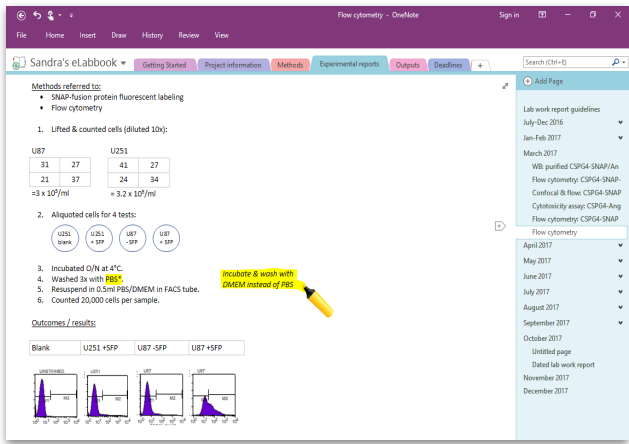 Flow cytometry - OneNote
Sign in
File Home Insert Draw History Review View
Sandra's eLabbook
Getting Started Project information Methods Experimental reports Outputs Deadlines +
Search (Ctrl+E)
Methods referred to:
• SNAP-fusion protein fluorescent labeling
• Flow cytometry
1. Lifted & counted cells (diluted 10x):
U87 U251
31 27 41 27
21 37 24 34
=3 x 10⁵/ml = 3.2 x 10⁵/ml
2. Aliquoted cells for 4 tests:
U251 blank
U251 + SFP
U87 -SFP
U87 + SFP
3. Incubated O/N at 4°C.
4. Washed 3x with PBS*.
5. Resuspend in 0.5ml PBS/DMEM in FACS tube.
6. Counted 20,000 cells per sample.
Incubate & wash with
DMEM instead of PBS
Outcomes / results:
Blank U251 +SFP U87 -SFP U87 +SFP
UNSTAINED U251 U87 U87
M2 M2 M2 M2
Add Page
Lab work report guidelines
July-Dec 2016
Jan-Feb 2017
March 2017
WB: purified CSPG4-SNAP/An
Flow cytometry: CSPG4-SNAP-
Confocal & flow: CSPG4-SNAP
Cytotoxicity assay: CSPG4-Ang
Flow cytometry: CSPG4-SNAP
Flow cytometry
April 2017
May 2017
June 2017
July 2017
August 2017
September 2017
October 2017
Untitled page
Dated lab work report
November 2017
December 2017